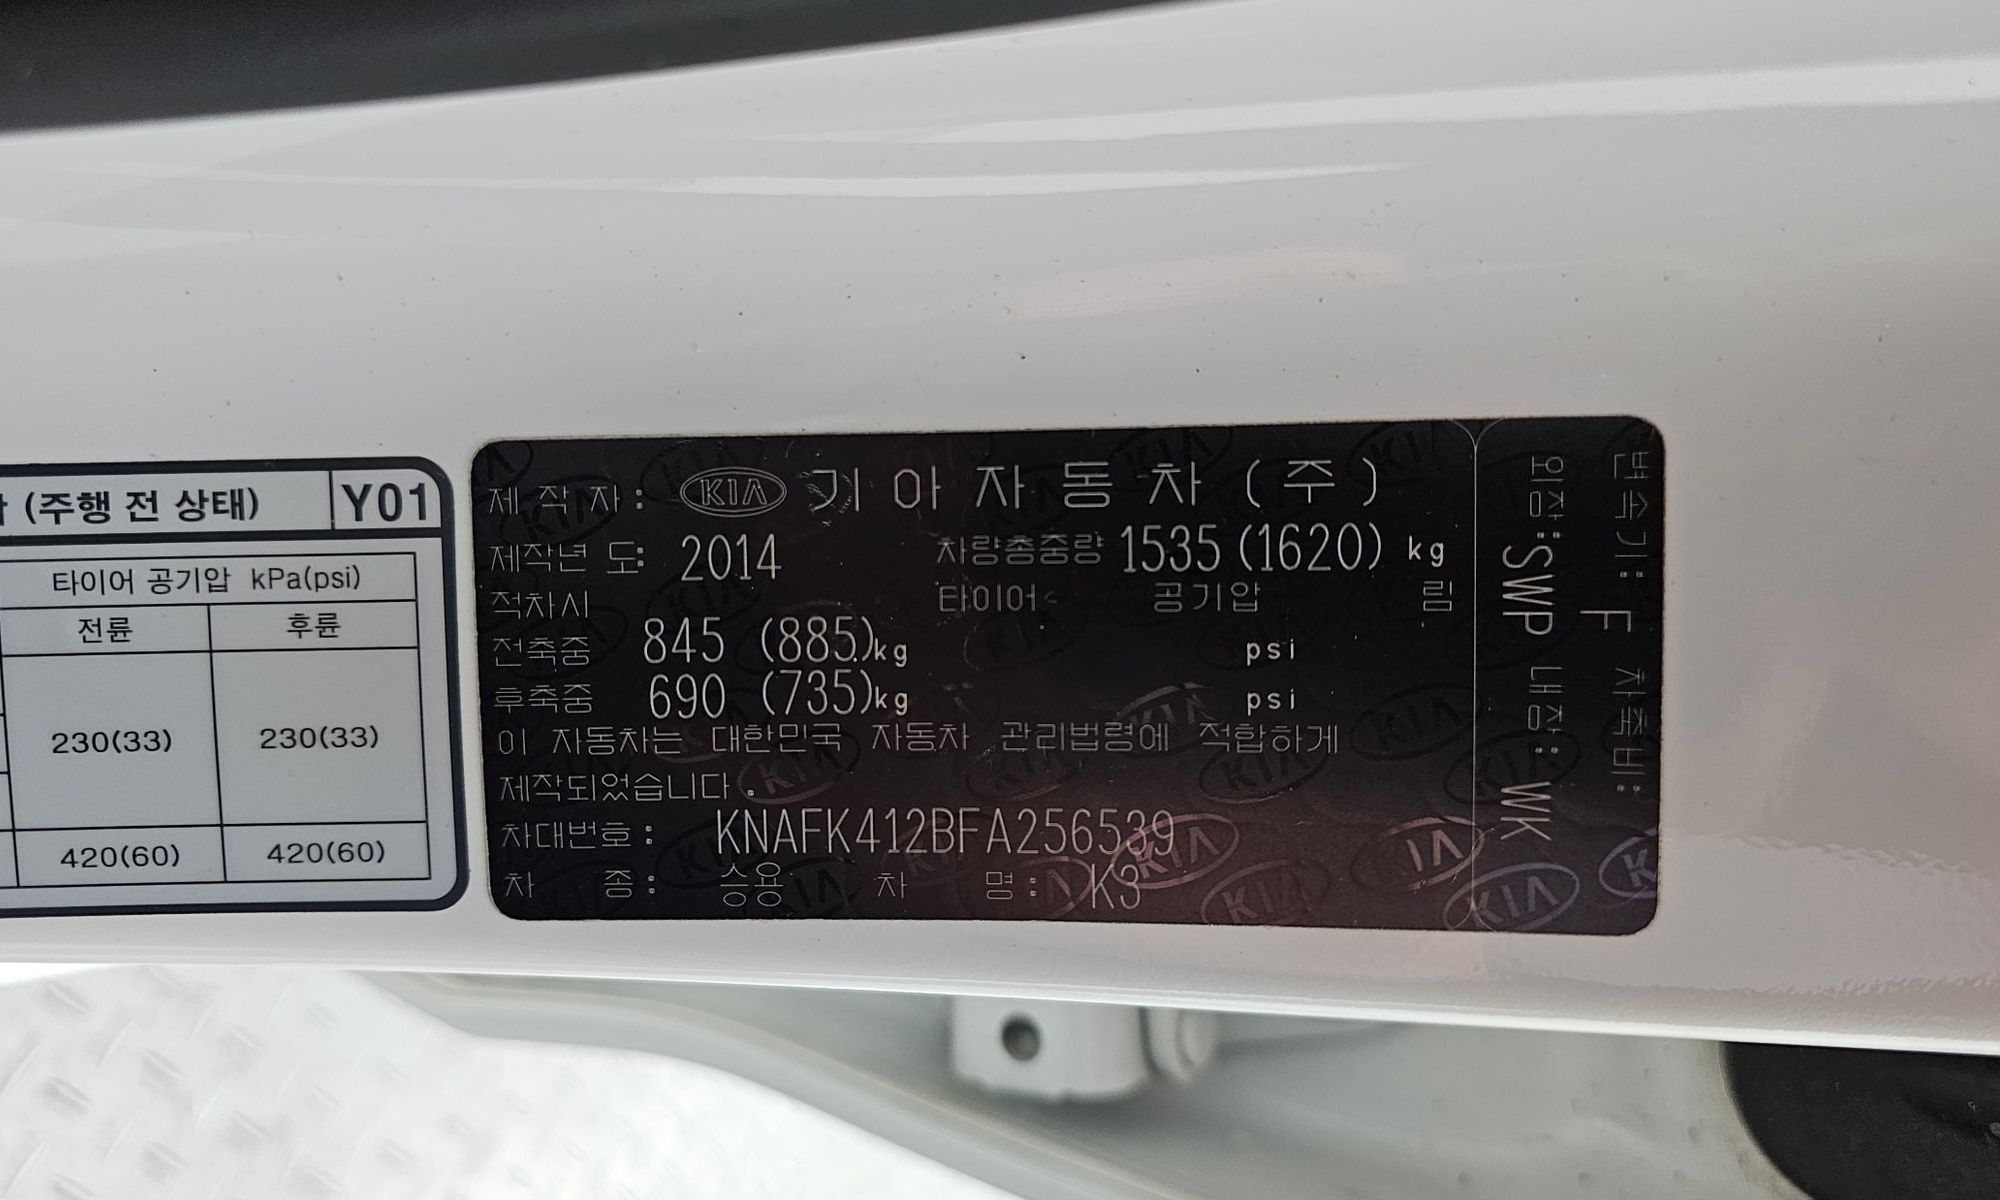 (주행 전 상태) Y01
타이어 공기압 kPa(psi)
전륜 후륜
230(33) 230(33)
420(60) 420(60)
제작자: KIA 기아자동차(주)
제작년도: 2014 차량총중량 1535(1620) kg
적차시 타이어 공기압 림
전축중 845 (885)kg psi
후축중 690 (735)kg psi
이 자동차는 대한민국 자동차 관리법령에 적합하게
제작되었습니다.
차대번호: KNAFK412BFA256539
차 종: 승용 차 명: K3
변속기: F 차축비:
외장:SWP 내장:WK